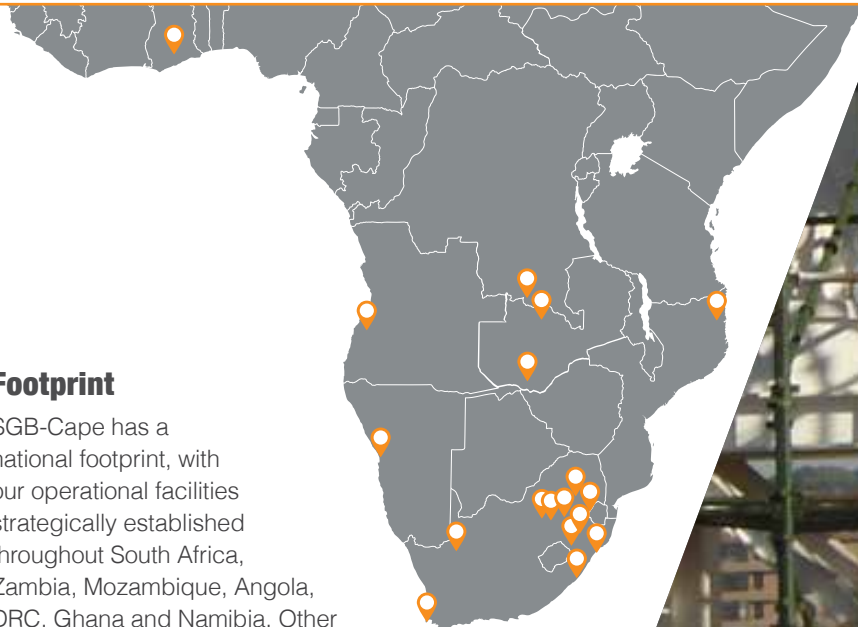 Footprint
SGB-Cape has a
national footprint, with
our operational facilities
strategically established
throughout South Africa,
Zambia, Mozambique, Angola,
DRC, Ghana and Namibia. Other